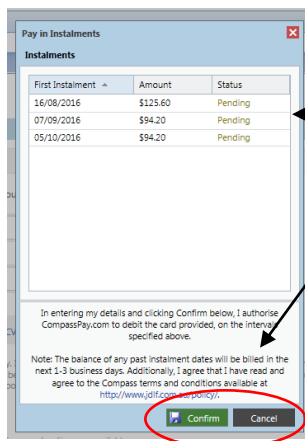 Pay in Instalments
Instalments
First Instalment Amount Status
16/08/2016 $125.60 Pending
07/09/2016 $94.20 Pending
05/10/2016 $94.20 Pending
In entering my details and clicking Confirm below, I authorise
CompassPay.com to debit the card provided, on the intervals
specified above.
Note: The balance of any past instalment dates will be billed in the
next 1-3 business days. Additionally, I agree that I have read and
agree to the Compass terms and conditions available at
http://www.jdlf.com.au/policy/.
Confirm Cancel